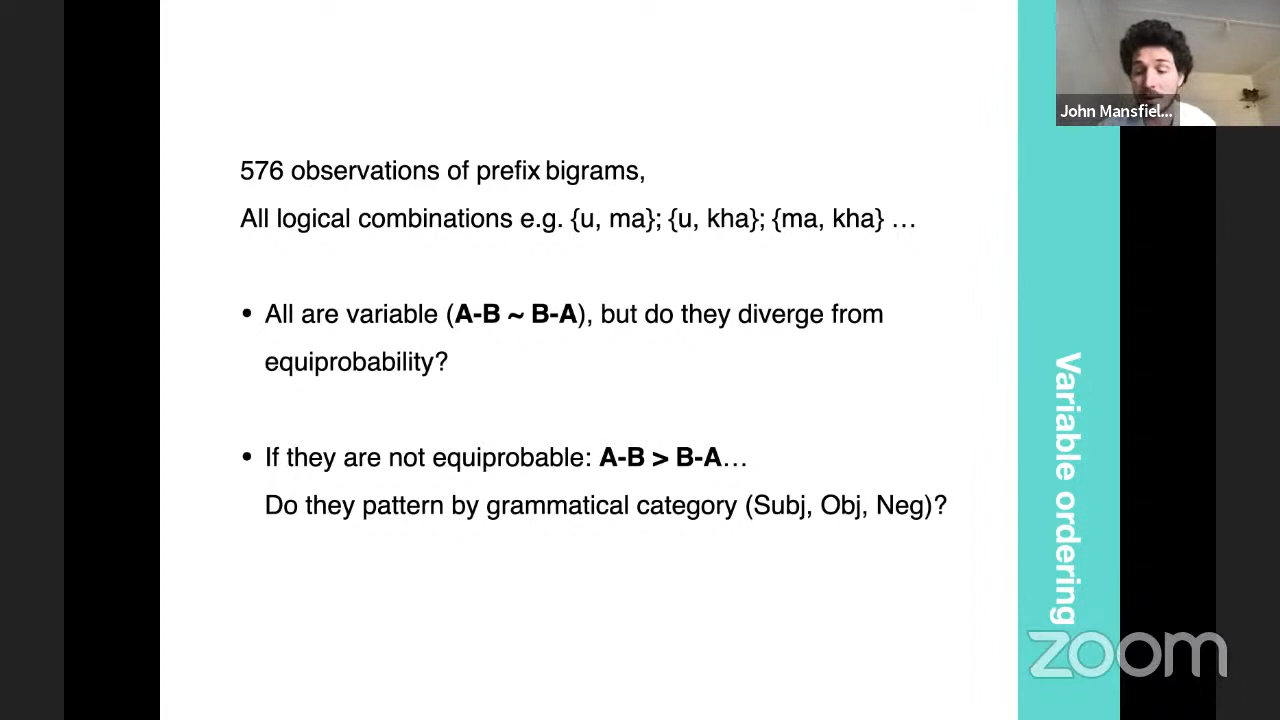 John Mansfiel...
576 observations of prefix bigrams,
All logical combinations e.g. {u, ma}; {u, kha}; {ma, kha} …
• All are variable (A-B ~ B-A), but do they diverge from
equiprobability?
• If they are not equiprobable: A-B > B-A…
Do they pattern by grammatical category (Subj, Obj, Neg)?
Variable ordering
zoom